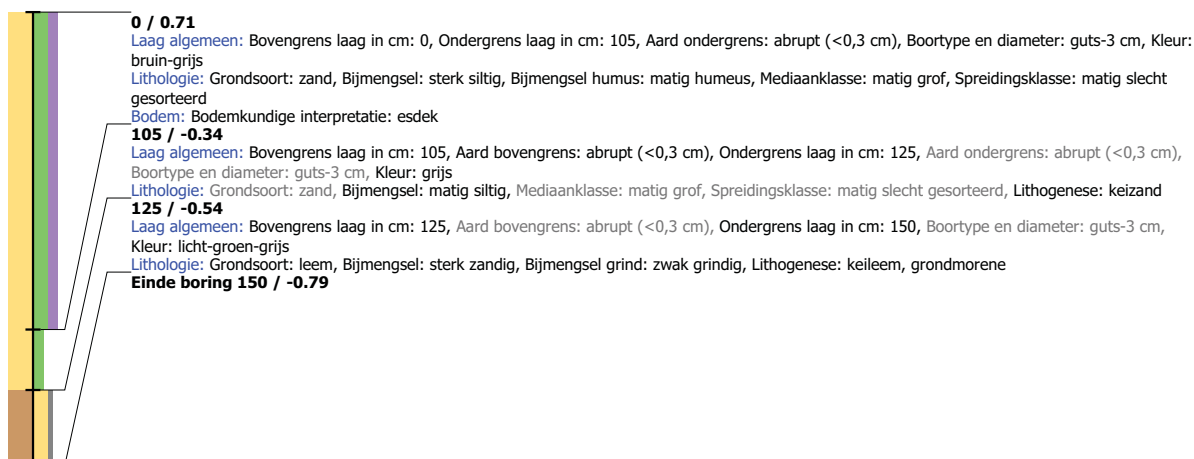 0 / 0.71
Laag algemeen: Bovengrens laag in cm: 0, Ondergrens laag in cm: 105, Aard ondergrens: abrupt (<0,3 cm), Boortype en diameter: guts-3 cm, Kleur:
bruin-grijs
Lithologie: Grondsoort: zand, Bijmengsel: sterk siltig, Bijmengsel humus: matig humeus, Mediaanklasse: matig grof, Spreidingsklasse: matig slecht
gesorteerd
Bodem: Bodemkundige interpretatie: esdek
105 / -0.34
Laag algemeen: Bovengrens laag in cm: 105, Aard bovengrens: abrupt (<0,3 cm), Ondergrens laag in cm: 125, Aard ondergrens: abrupt (<0,3 cm),
Boortype en diameter: guts-3 cm, Kleur: grijs
Lithologie: Grondsoort: zand, Bijmengsel: matig siltig, Mediaanklasse: matig grof, Spreidingsklasse: matig slecht gesorteerd, Lithogenese: keizand
125 / -0.54
Laag algemeen: Bovengrens laag in cm: 125, Aard bovengrens: abrupt (<0,3 cm), Ondergrens laag in cm: 150, Boortype en diameter: guts-3 cm,
Kleur: licht-groen-grijs
Lithologie: Grondsoort: leem, Bijmengsel: sterk zandig, Bijmengsel grind: zwak grindig, Lithogenese: keileem, grondmorene
Einde boring 150 / -0.79